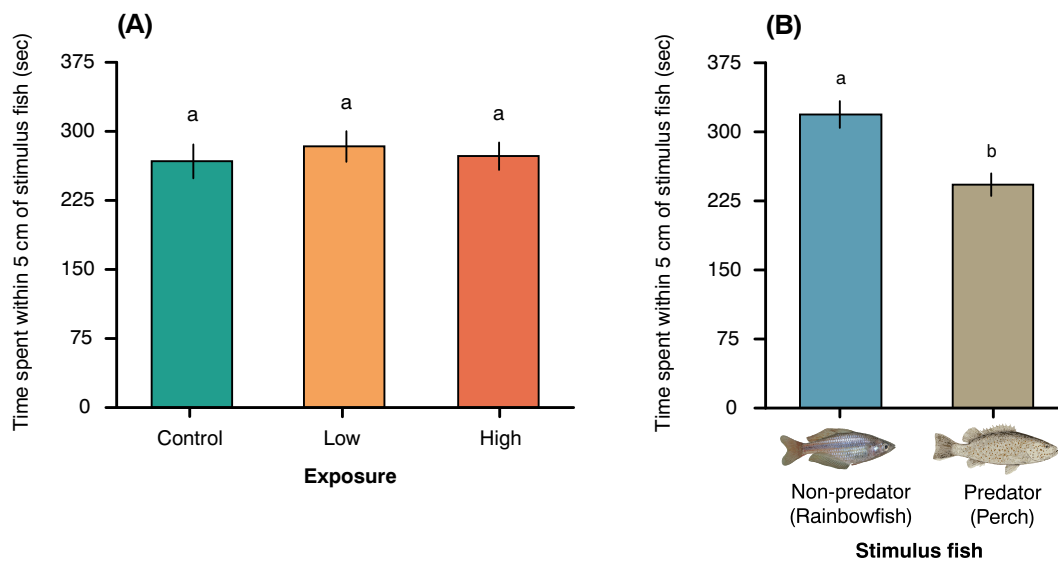 (A)
Time spent within 5 cm of stimulus fish (sec)
375
300
225
150
75
0
a
a
a
Control
Low
High
Exposure
(B)
Time spent within 5 cm of stimulus fish (sec)
375
300
225
150
75
0
a
b
Non-predator
(Rainbowfish)
Predator
(Perch)
Stimulus fish